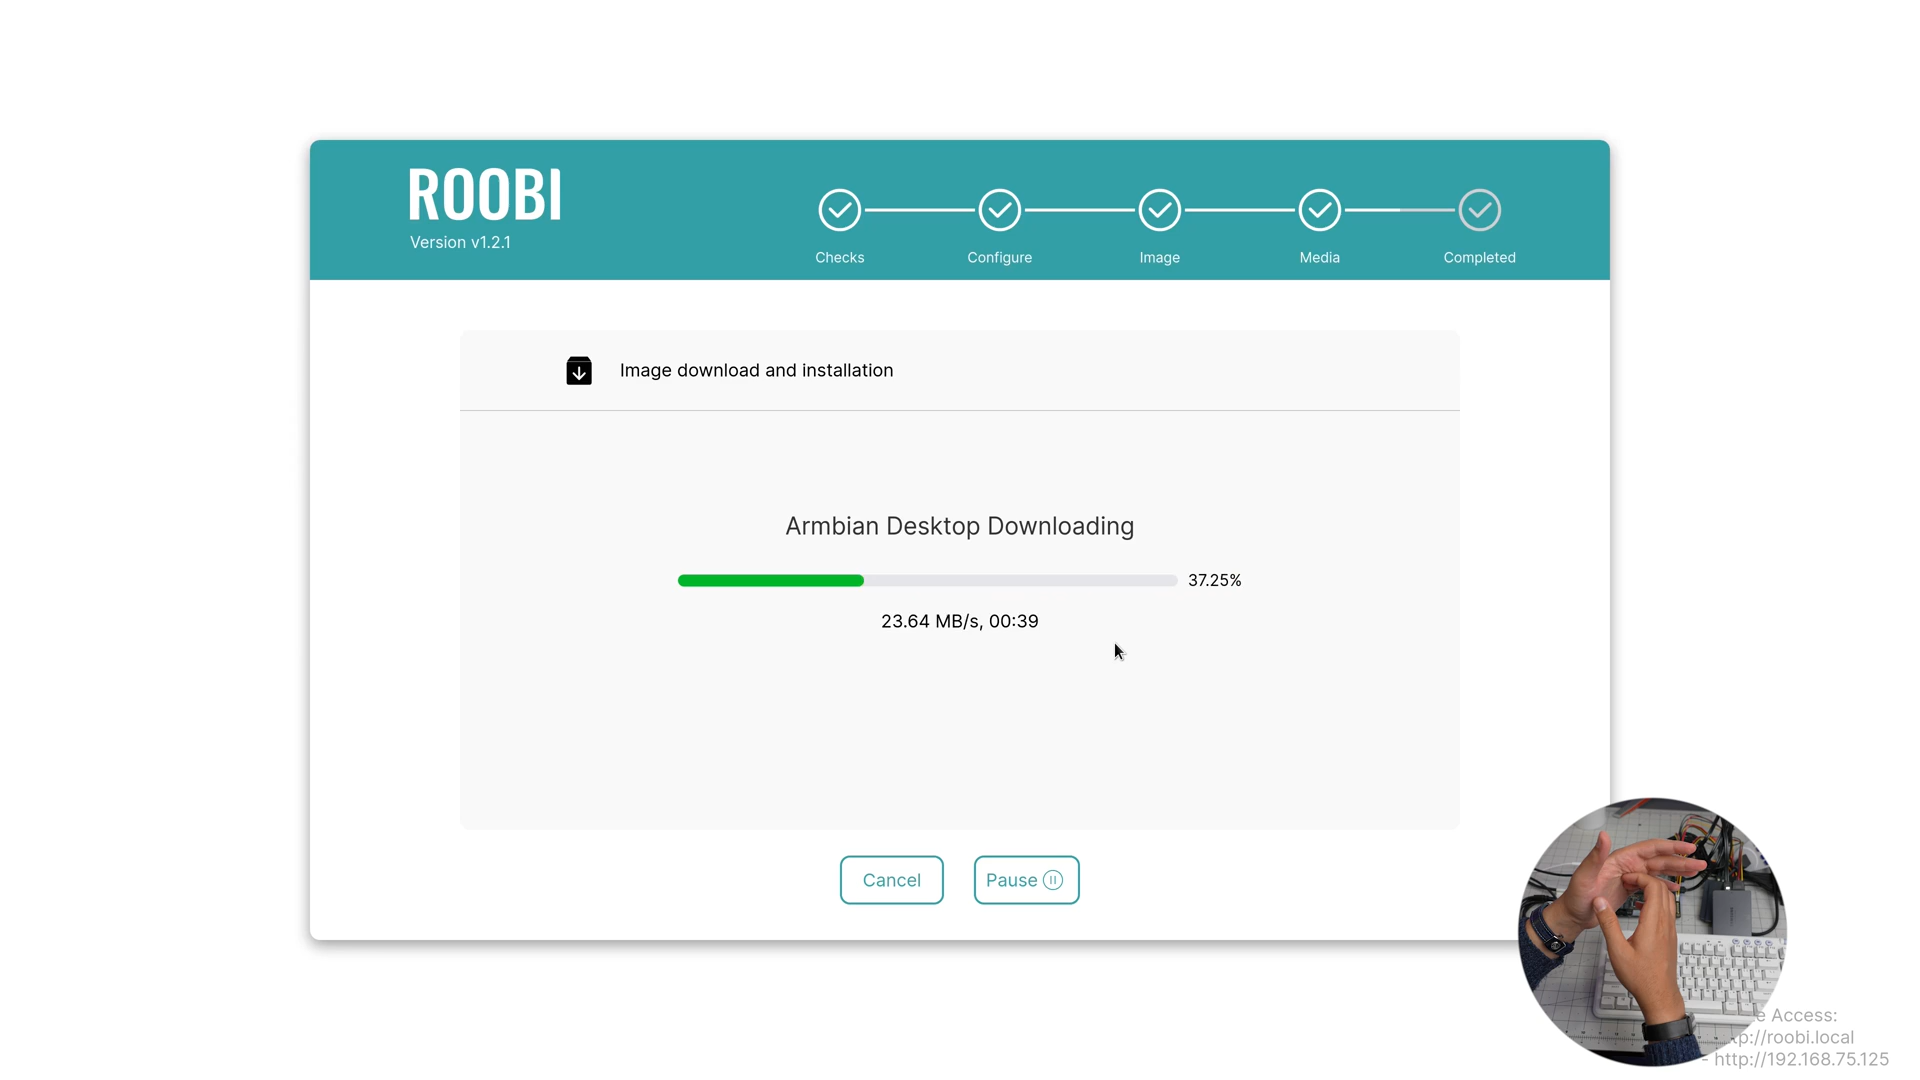 ROOBI
Version v1.2.1
Checks
Configure
Image
Media
Completed
Image download and installation
Armbian Desktop Downloading
37.25%
23.64 MB/s, 00:39
Cancel
Pause
Access:
//roobi.local
- http://192.168.75.125